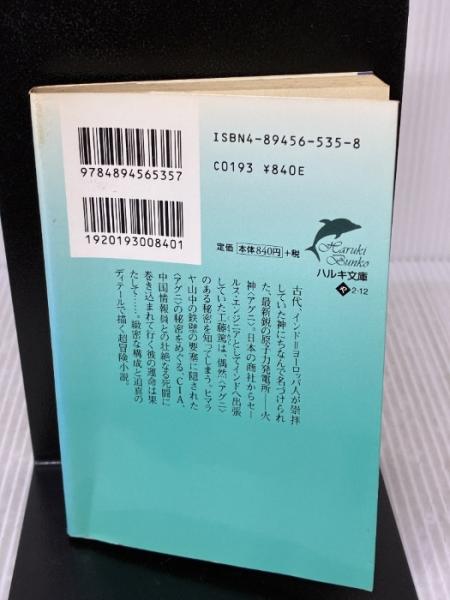 ISBN4-89456-535-8
C0193 ¥840E
9784894565357
1920193008401
定価 本体840円 +税
Haruki
Bunko
ハルキ文庫
や 2-12
古代、インド＝ヨーロッパ人が崇拝
していた神にちなんで名づけられ
た、最新鋭の原子力発電所――火
神〈アグニ〉。日本の商社からセー
ルス・エンジニアとしてインドへ出張
していた工藤篤は、偶然〈アグニ〉
のある秘密を知ってしまう。ヒマラ
ヤ山中の鉄壁の要塞に隠された
〈アグニ〉の秘密をめぐる、CIA、
中国情報員との壮絶なる死闘に
巻き込まれて行く彼の運命は果
たして……。緻密な構成と迫真の
ディテールで描く超冒険小説。